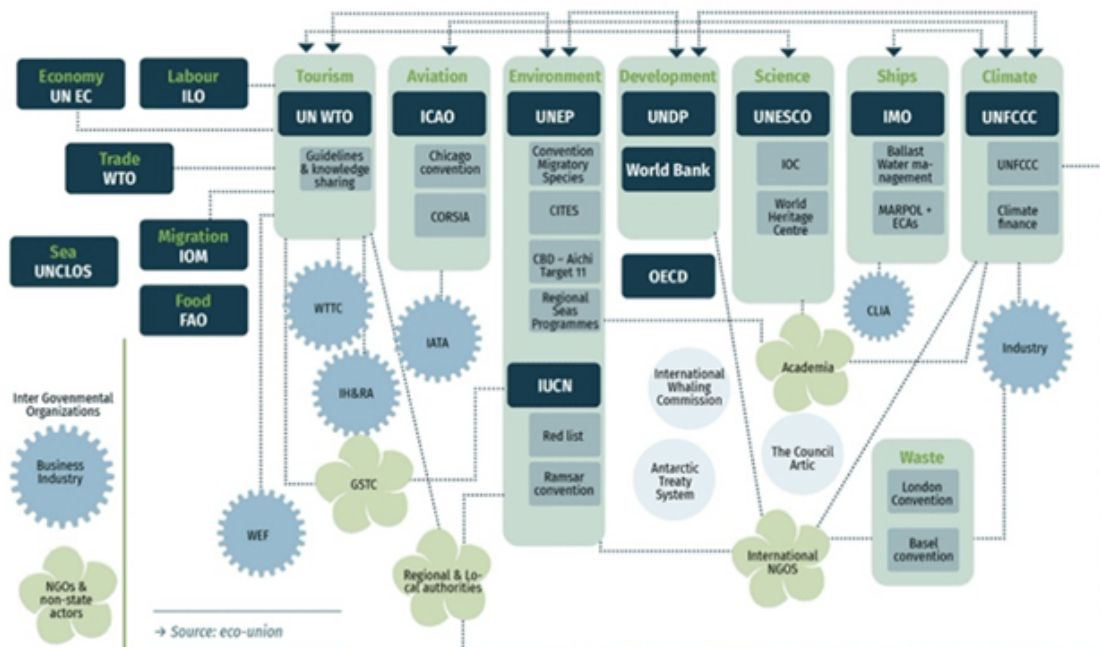 Economy
UN EC
Labour
ILO
Trade
WTO
Migration
IOM
Sea
UNCLOS
Food
FAO
Tourism
UN WTO
Guidelines
& knowledge
sharing
Aviation
ICAO
Chicago
convention
CORSIA
Environment
UNEP
Convention
Migratory
Species
CITES
CBD – Aichi
Target 11
Regional
Seas
Programmes
IUCN
Red list
Ramsar
convention
Development
UNDP
World Bank
OECD
Science
UNESCO
IOC
World
Heritage
Centre
Ships
IMO
Ballast
Water ma-
nagement
MARPOL +
ECAs
Climate
UNFCCC
UNFCCC
Climate
finance
WTTC
IATA
IH&RA
GSTC
WEF
Regional & Lo-
cal authorities
International
Whaling
Commission
Antarctic
Treaty
System
The Council
Artic
Academia
CLIA
Industry
International
NGOS
Waste
London
Convention
Basel
convention
Inter Govenmental
Organizations
Business
Industry
NGOs &
non-state
actors
→ Source: eco-union